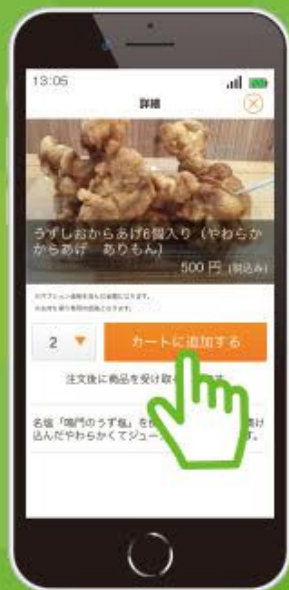 13:05
詳細
うずしおからあげ6個入り（やわらか
からあげ　ありもん）
500 円 (税込み)
2
カートに追加する
注文後に商品を受け取
名塩「鳴門のうず塩」を
込んだやわらかくてジュー